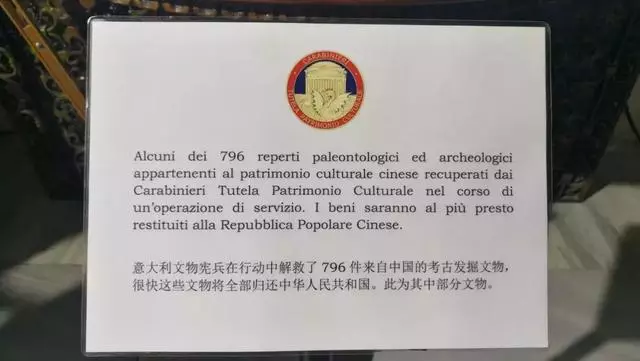 CARABINIERI
TUTELA PATRIMONIO CULTURALE
Alcuni dei 796 reperti paleontologici ed archeologici
appartenenti al patrimonio culturale cinese recuperati dai
Carabinieri Tutela Patrimonio Culturale nel corso di
un'operazione di servizio. I beni saranno al più presto
restituiti alla Repubblica Popolare Cinese.
意大利文物宪兵在行动中解救了 796 件来自中国的考古发掘文物，
很快这些文物将全部归还中华人民共和国。此为其中部分文物。